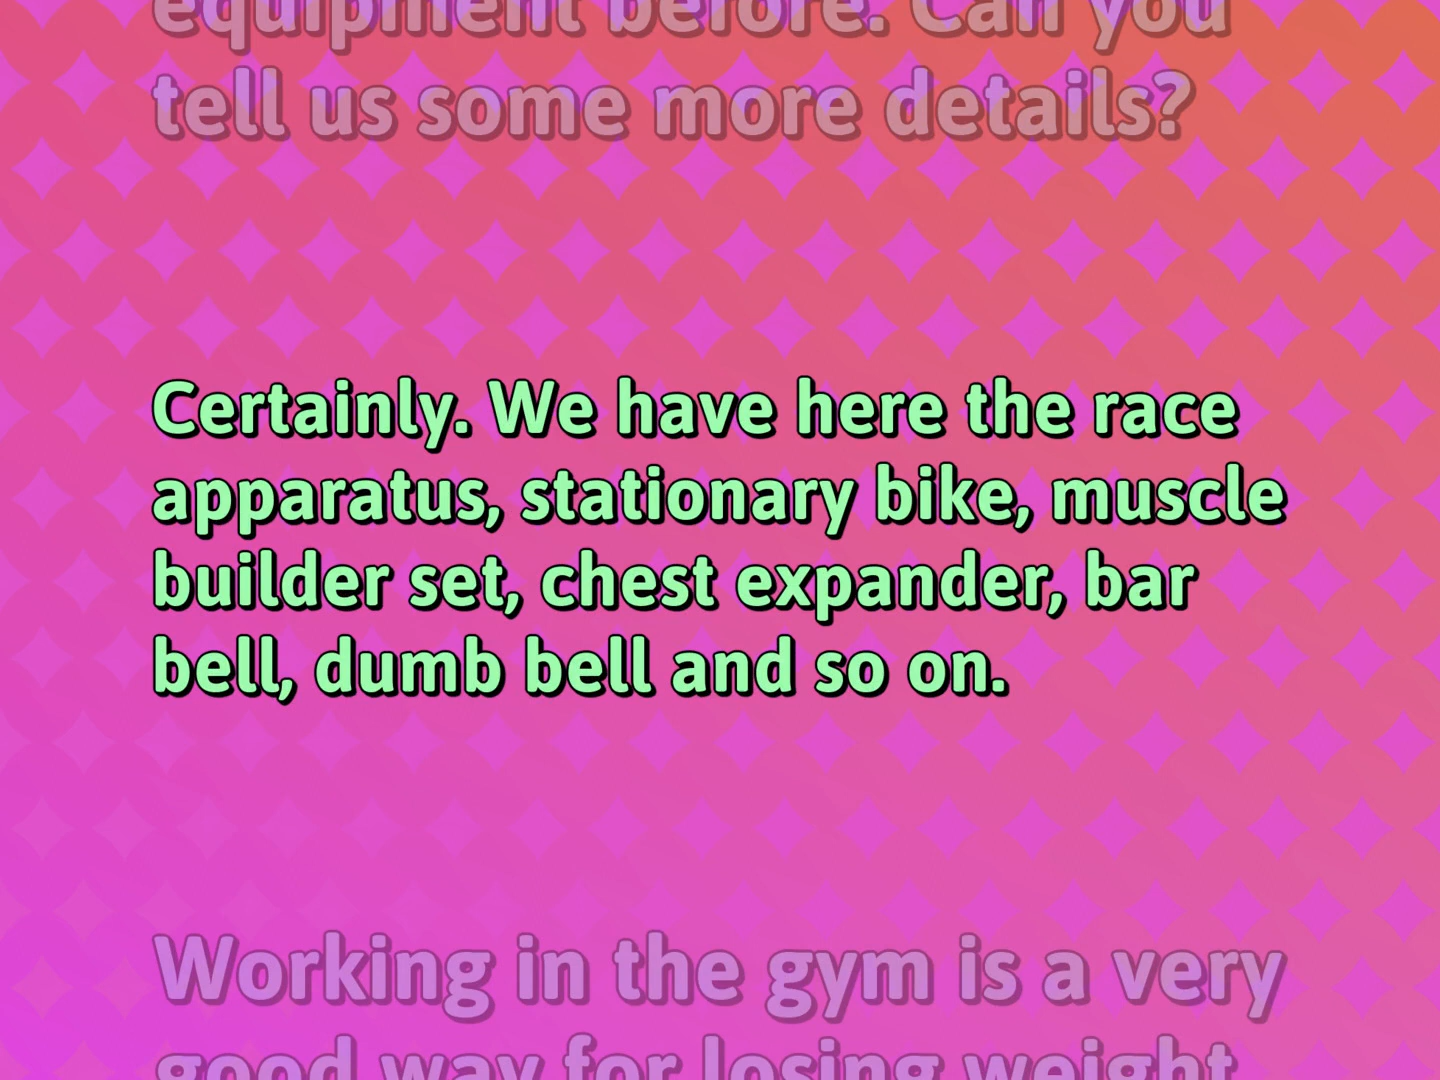 equipment before. Can you
tell us some more details?
Certainly. We have here the race
apparatus, stationary bike, muscle
builder set, chest expander, bar
bell, dumb bell and so on.
Working in the gym is a very
good way for losing weight